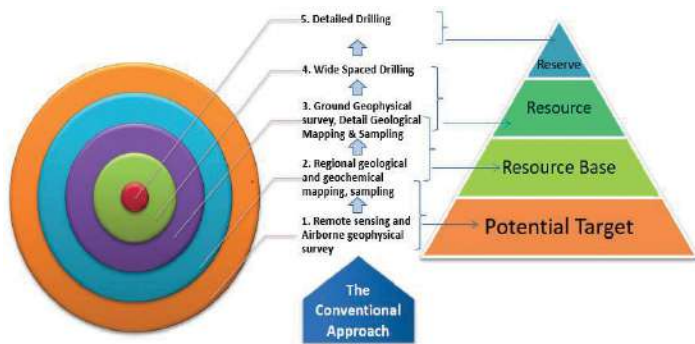 5. Detailed Drilling
4. Wide Spaced Drilling
3. Ground Geophysical
survey, Detail Geological
Mapping & Sampling
2. Regional geological
and geochemical
mapping, sampling
1. Remote sensing and
Airborne geophysical
survey
The
Conventional
Approach
Reserve
Resource
Resource Base
Potential Target